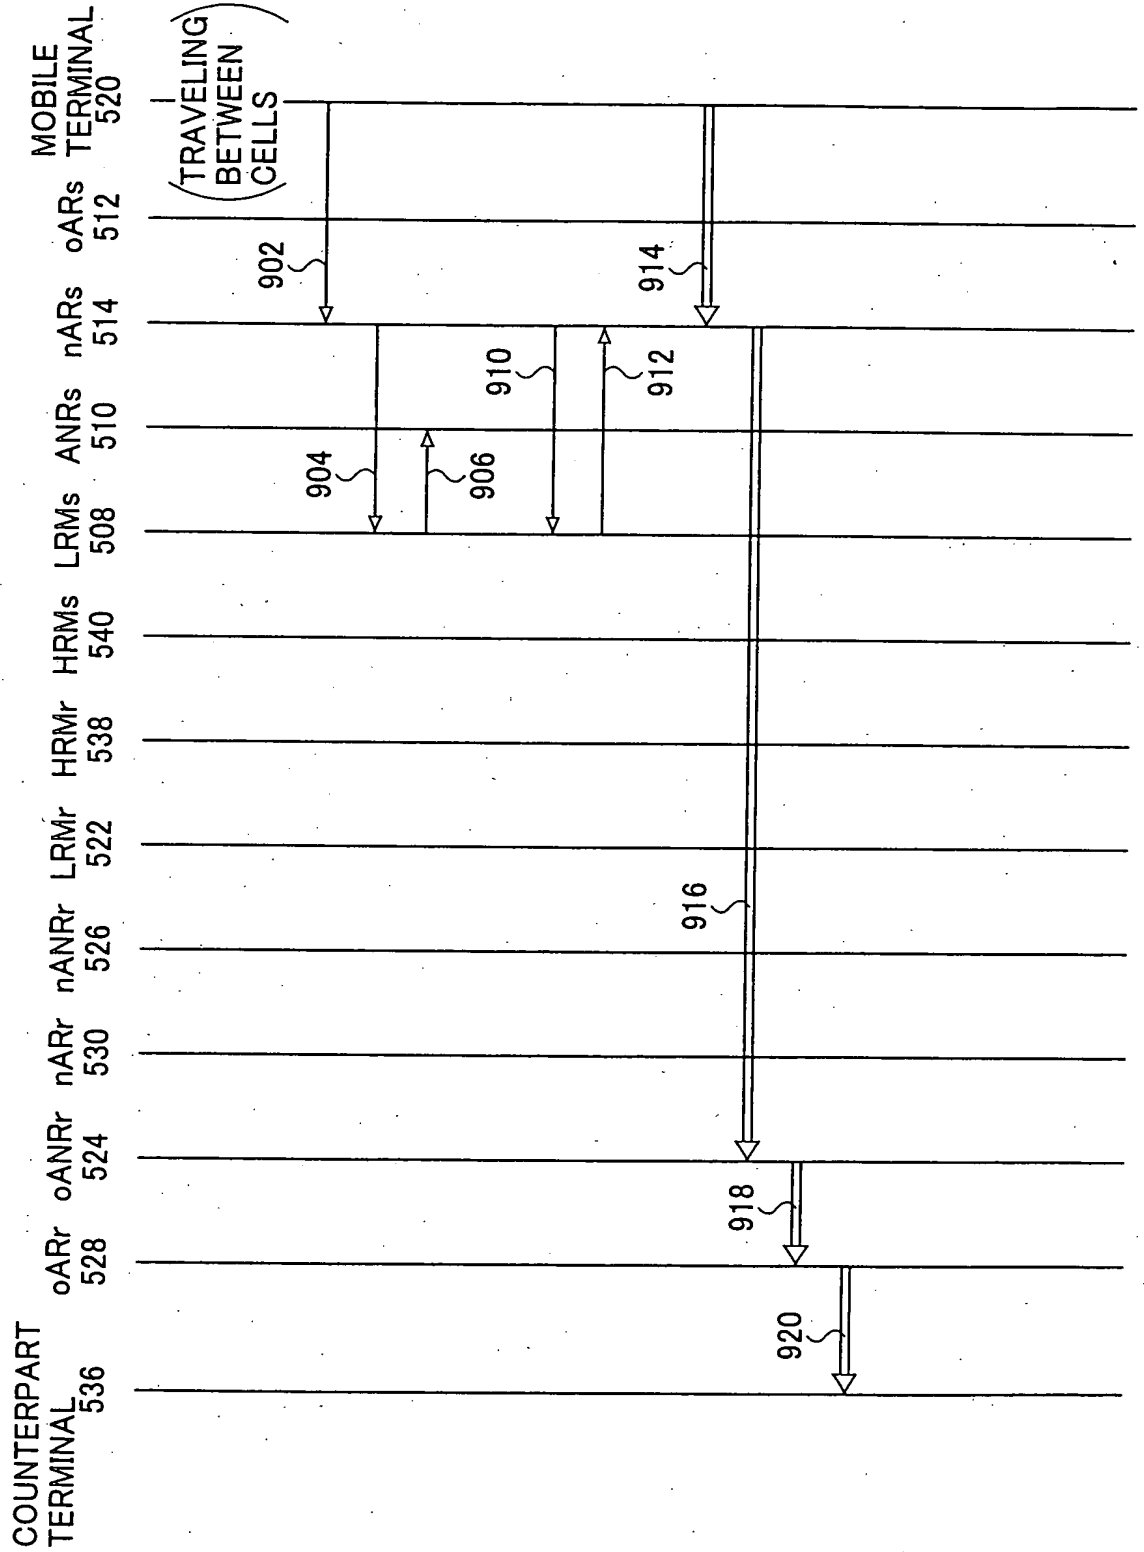 COUNTERPART
TERMINAL
536
oARr
528
oANRr
524
nARr
530
nANRr
526
LRMr
522
HRMr
538
HRMs
540
LRMs
508
ANRs
510
nARs
514
oARs
512
MOBILE
TERMINAL
520
(TRAVELING
BETWEEN
CELLS)
902
904
906
910
912
914
916
918
920